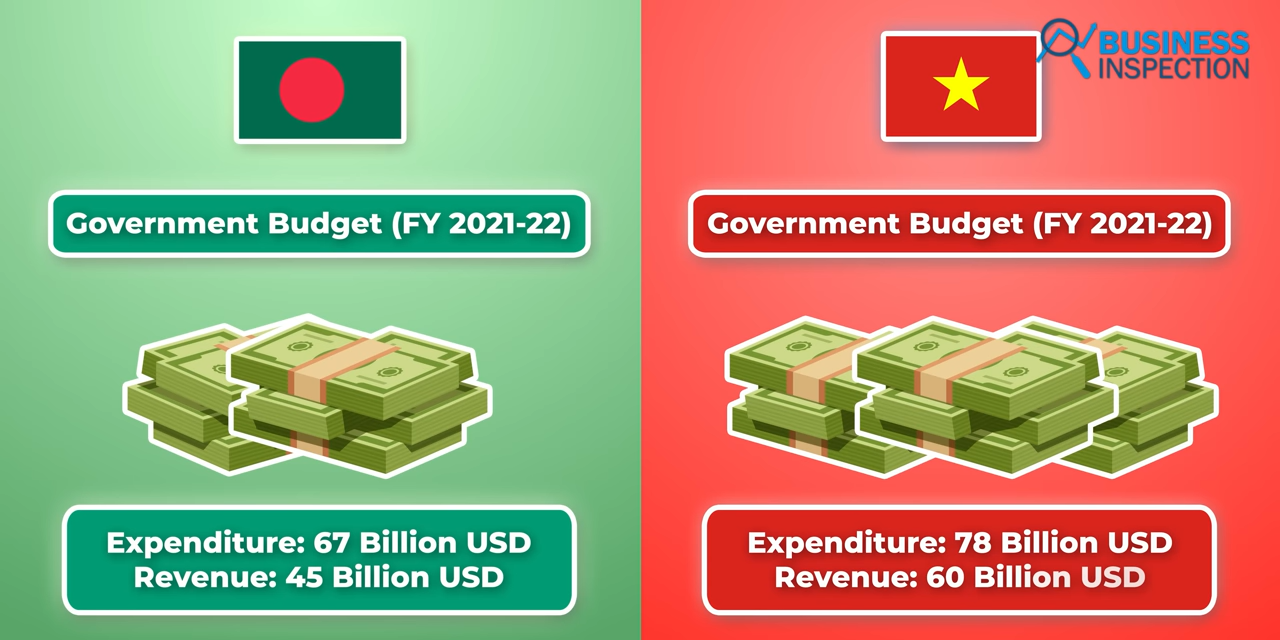 BUSINESS
INSPECTION
Government Budget (FY 2021-22)
Government Budget (FY 2021-22)
Expenditure: 67 Billion USD
Revenue: 45 Billion USD
Expenditure: 78 Billion USD
Revenue: 60 Billion USD